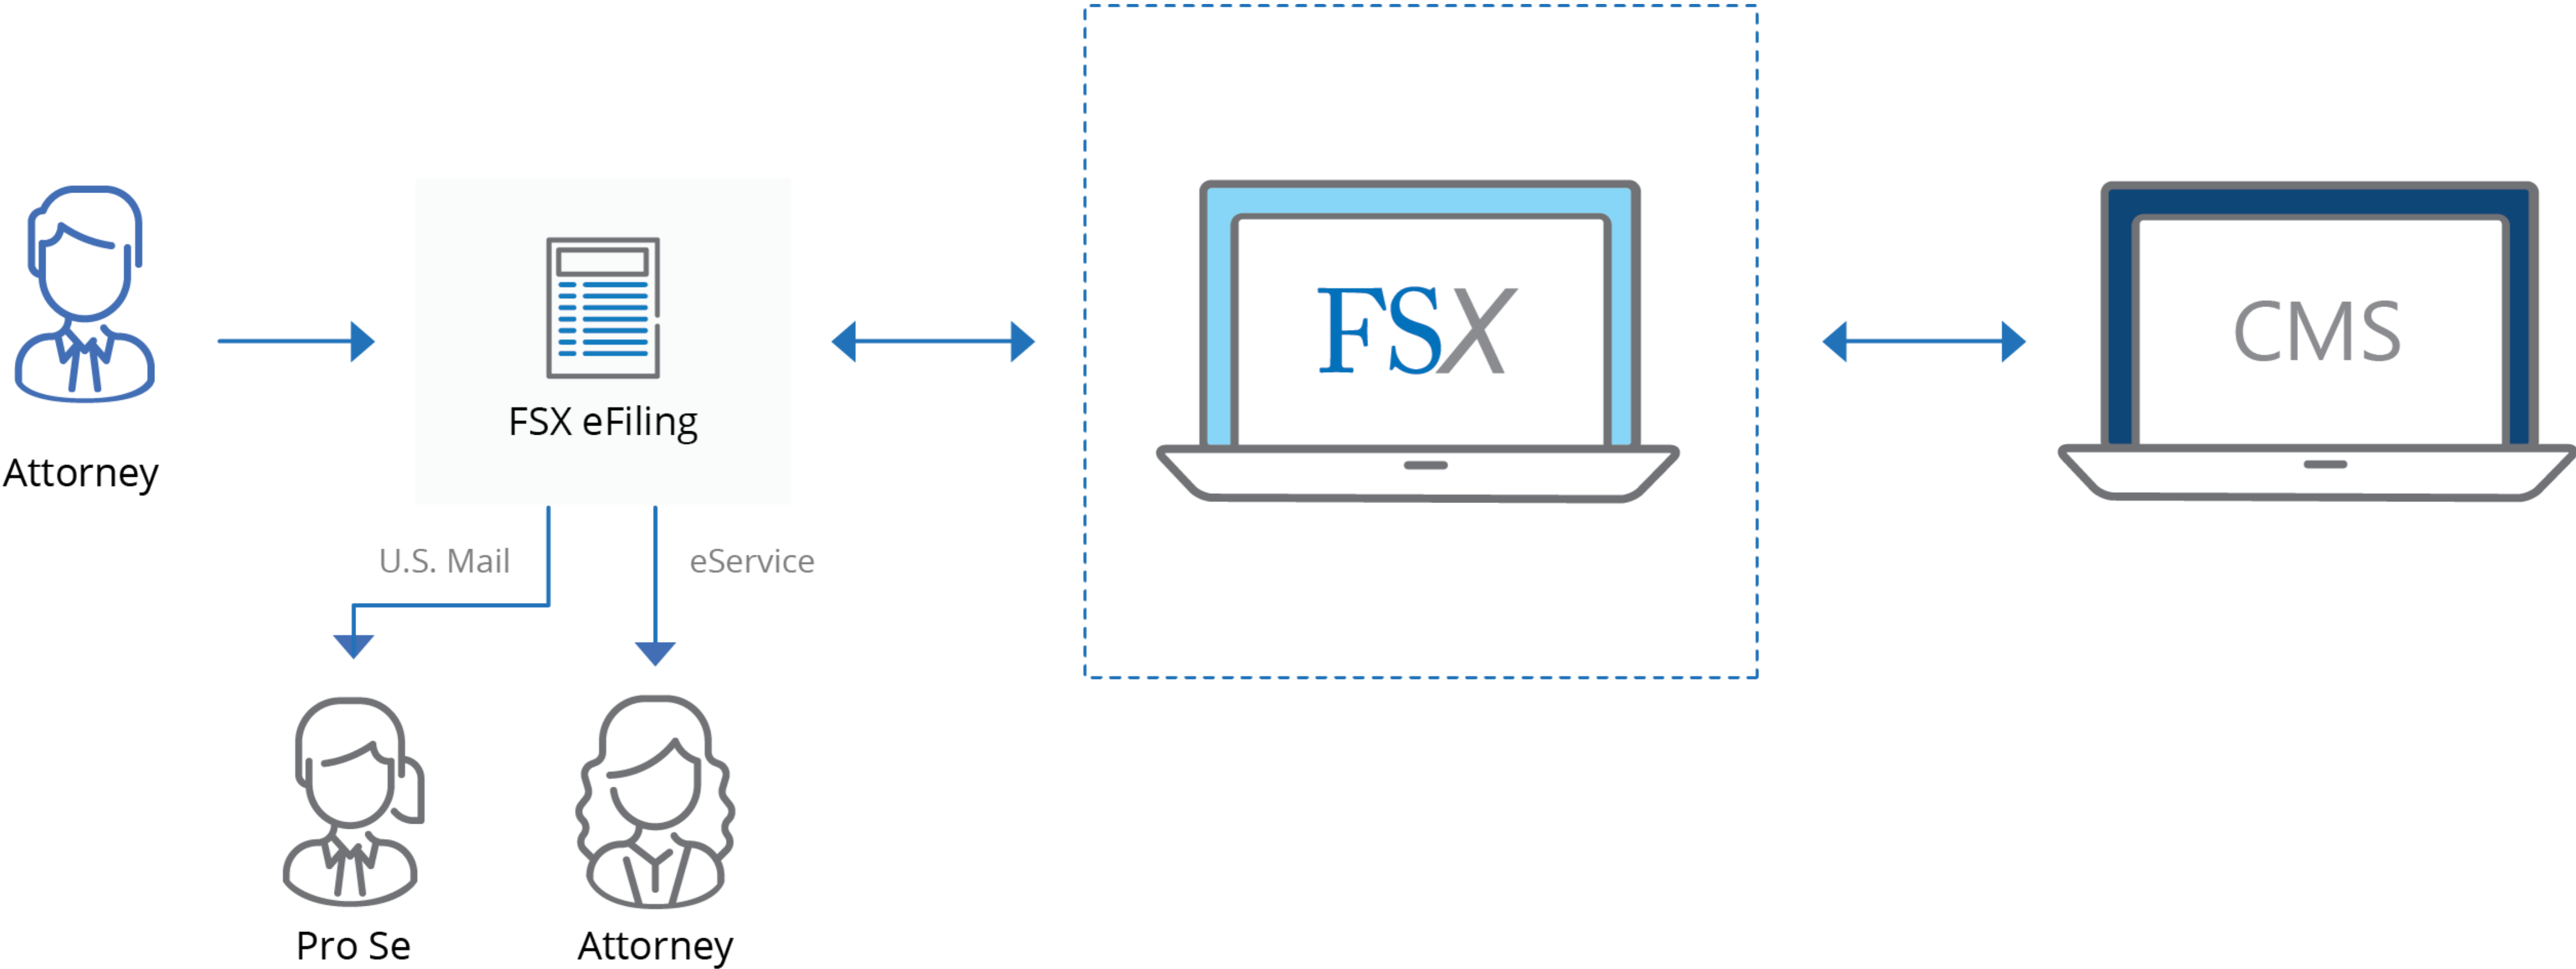 FSX
CMS
FSX eFiling
Attorney
U.S. Mail
eService
Pro Se
Attorney